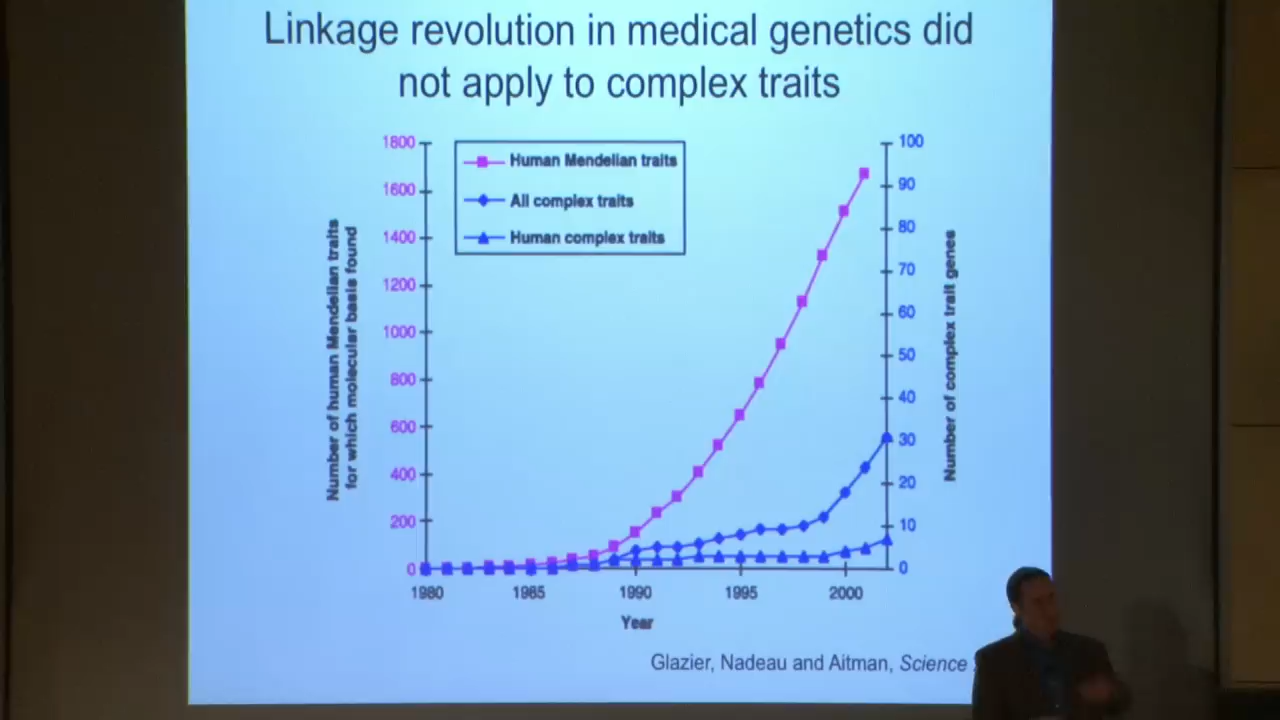 Linkage revolution in medical genetics did
not apply to complex traits
1800
1600
1400
1200
1000
800
600
400
200
0
Number of human Mendelian traits
for which molecular basis found
Human Mendelian traits
All complex traits
Human complex traits
100
90
80
70
60
50
40
30
20
10
0
Number of complex trait genes
1980
1985
1990
1995
2000
Year
Glazier, Nadeau and Aitman, Science